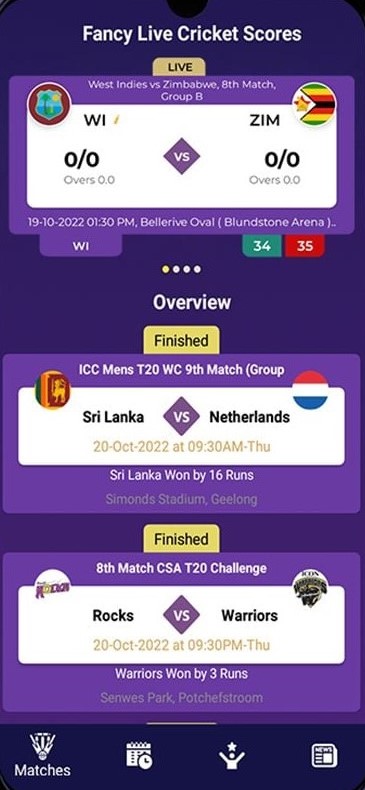 Fancy Live Cricket Scores
LIVE
West Indies vs Zimbabwe, 8th Match,
Group B
WI
ZIM
0/0
VS
0/0
Overs 0.0
Overs 0.0
19-10-2022 01:30 PM, Bellerive Oval ( Blundstone Arena )..
WI
34
35
Overview
Finished
ICC Mens T20 WC 9th Match (Group
Sri Lanka
VS
Netherlands
20-Oct-2022 at 09:30AM-Thu
Sri Lanka Won by 16 Runs
Simonds Stadium, Geelong
Finished
8th Match CSA T20 Challenge
Rocks
VS
Warriors
20-Oct-2022 at 09:30PM-Thu
Warriors Won by 3 Runs
Senwes Park, Potchefstroom
NEWS
Matches